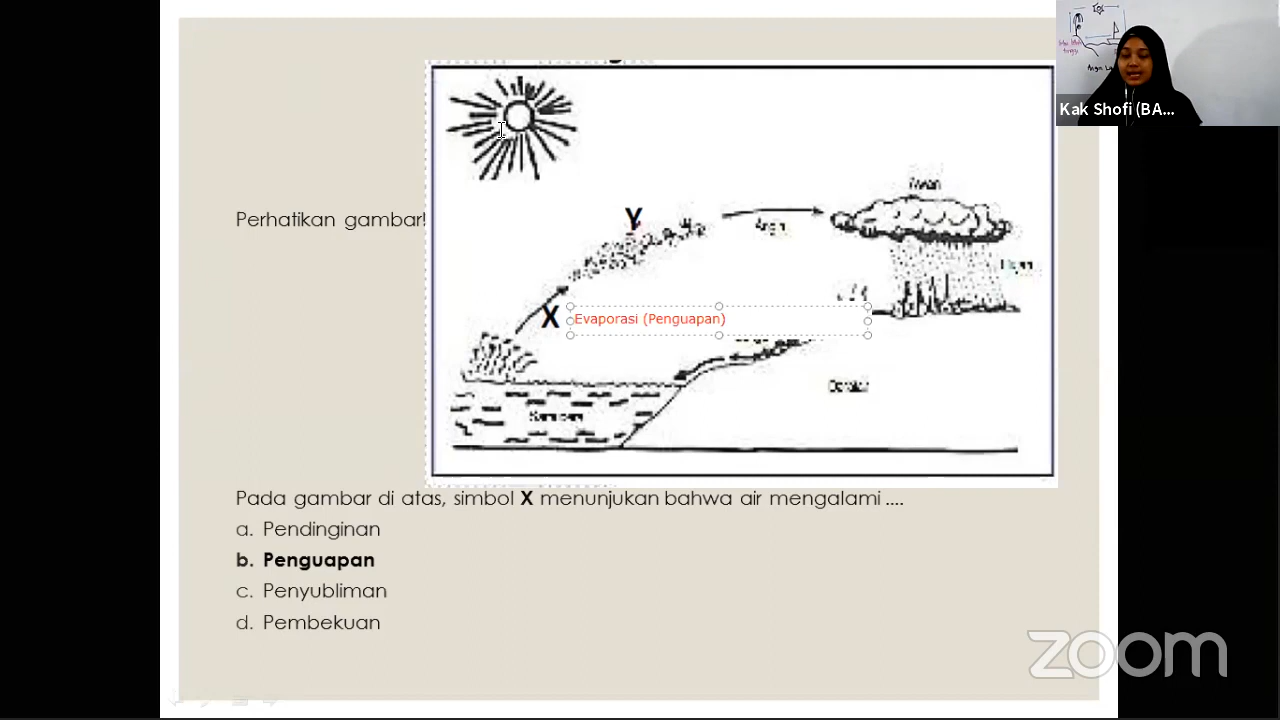 Kak Shofi (BA...
Perhatikan gambar!
Y
Awan
Angin
Hujan
X
Evaporasi (Penguapan)
Daratan
Samudera
Pada gambar di atas, simbol X menunjukan bahwa air mengalami ....
a. Pendinginan
b. Penguapan
c. Penyubliman
d. Pembekuan
zoom